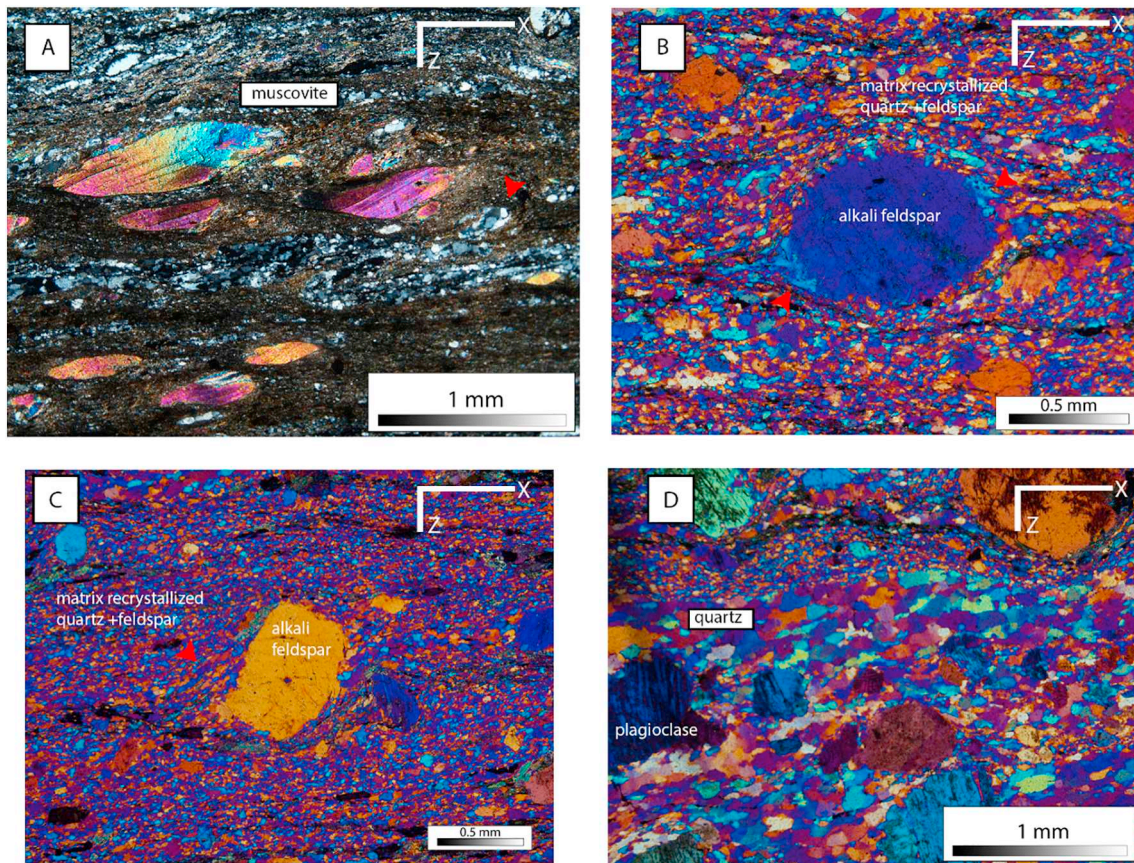 A
X
Z
muscovite
1 mm
B
X
Z
matrix recrystallized
quartz +feldspar
alkali feldspar
0.5 mm
C
X
Z
matrix recrystallized
quartz +feldspar
alkali
feldspar
0.5 mm
D
X
Z
quartz
plagioclase
1 mm